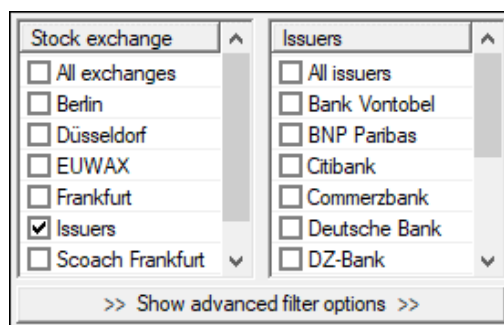 Stock exchange
All exchanges
Berlin
Düsseldorf
EUWAX
Frankfurt
Issuers
Scoach Frankfurt
Issuers
All issuers
Bank Vontobel
BNP Paribas
Citibank
Commerzbank
Deutsche Bank
DZ-Bank
>> Show advanced filter options >>